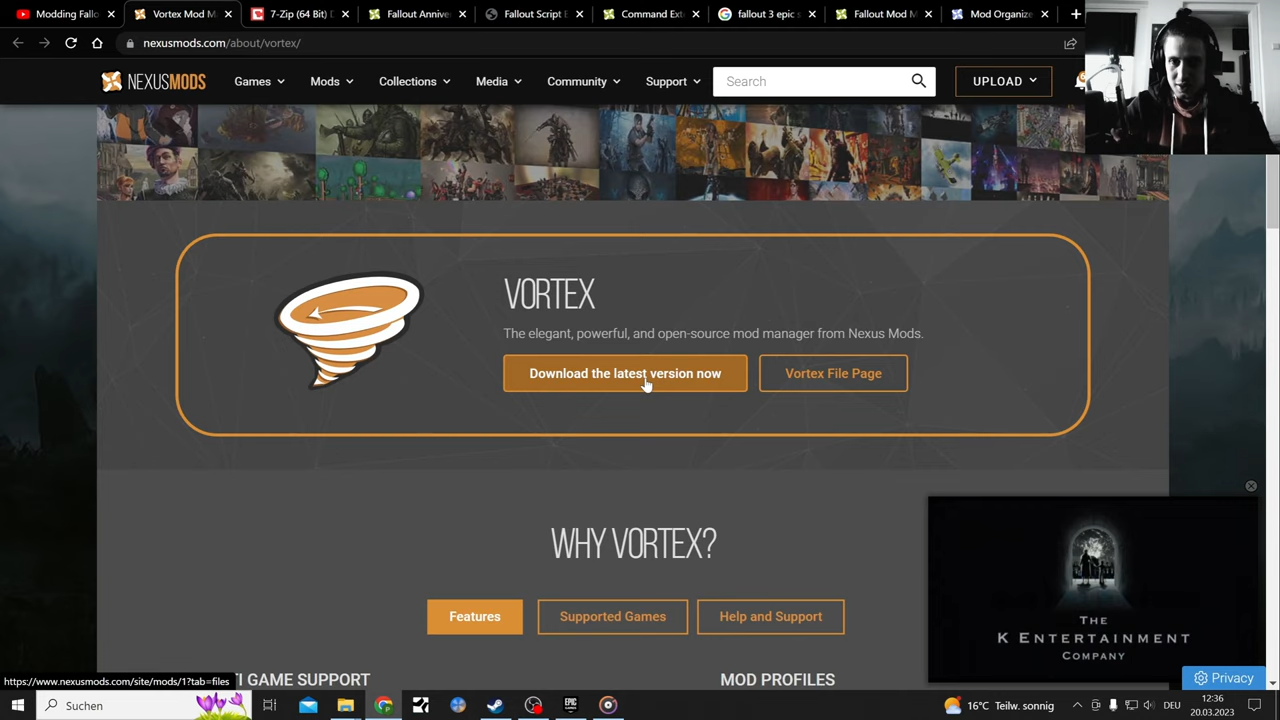 Modding Fallo
Vortex Mod M
7-Zip (64 Bit) D
Fallout Annive
Fallout Script E
Command Ext
fallout 3 epic s
Fallout Mod M
Mod Organize
nexusmods.com/about/vortex/
NEXUSMODS
Games
Mods
Collections
Media
Community
Support
Search
UPLOAD
VORTEX
The elegant, powerful, and open-source mod manager from Nexus Mods.
Download the latest version now
Vortex File Page
WHY VORTEX?
Features
Supported Games
Help and Support
THE
K ENTERTAINMENT
COMPANY
TI GAME SUPPORT
MOD PROFILES
Privacy
https://www.nexusmods.com/site/mods/1?tab=files
Suchen
16°C Teilw. sonnig
DEU
12:36
20.03.2023